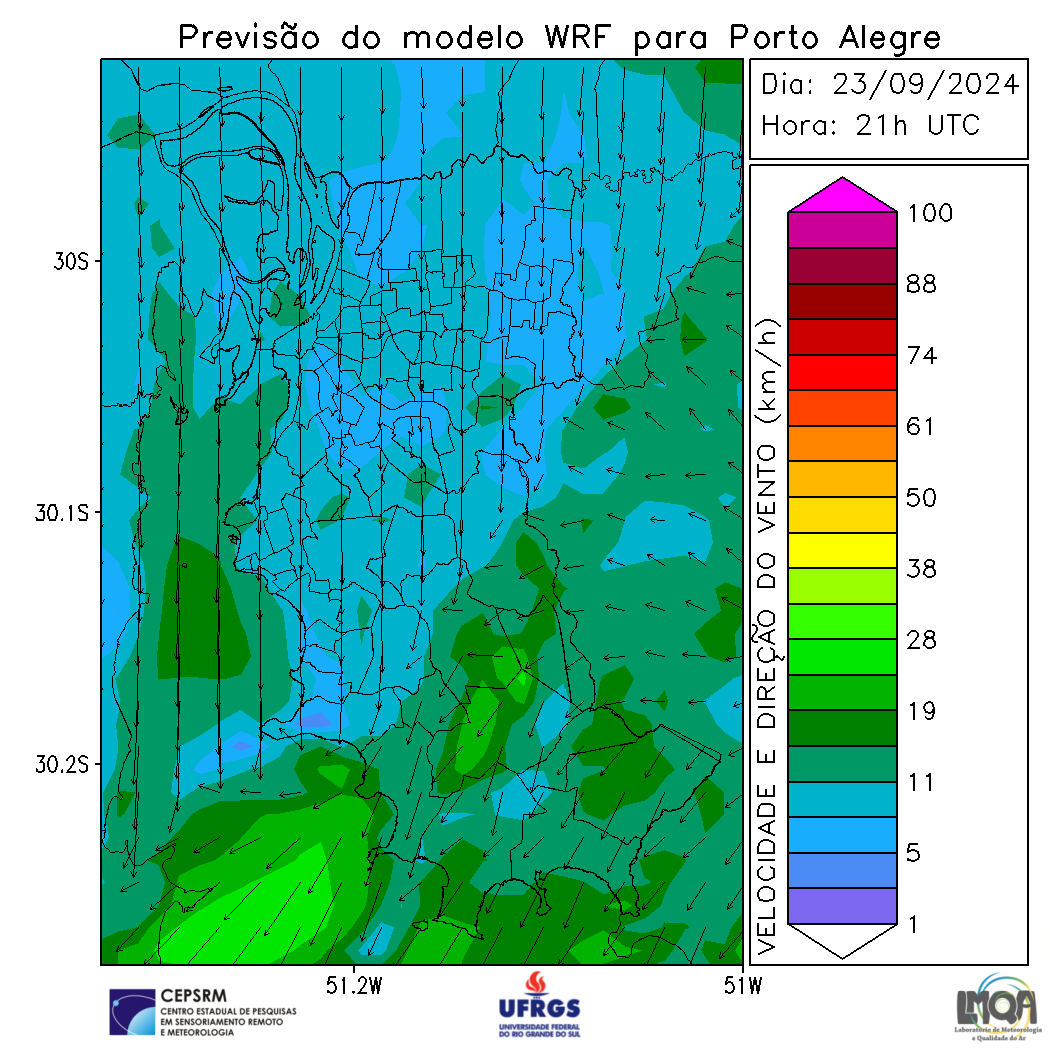 Previsão do modelo WRF para Porto Alegre
Dia: 23/09/2024
Hora: 21h UTC
30S
30.1S
30.2S
51.2W
51W
VELOCIDADE E DIREÇÃO DO VENTO (km/h)
100
88
74
61
50
38
28
19
11
5
1
CEPSRM
CENTRO ESTADUAL DE PESQUISAS
EM SENSORIAMENTO REMOTO
E METEOROLOGIA
UFRGS
UNIVERSIDADE FEDERAL
DO RIO GRANDE DO SUL
LMQA
Laboratório de Meteorologia
e Qualidade do Ar